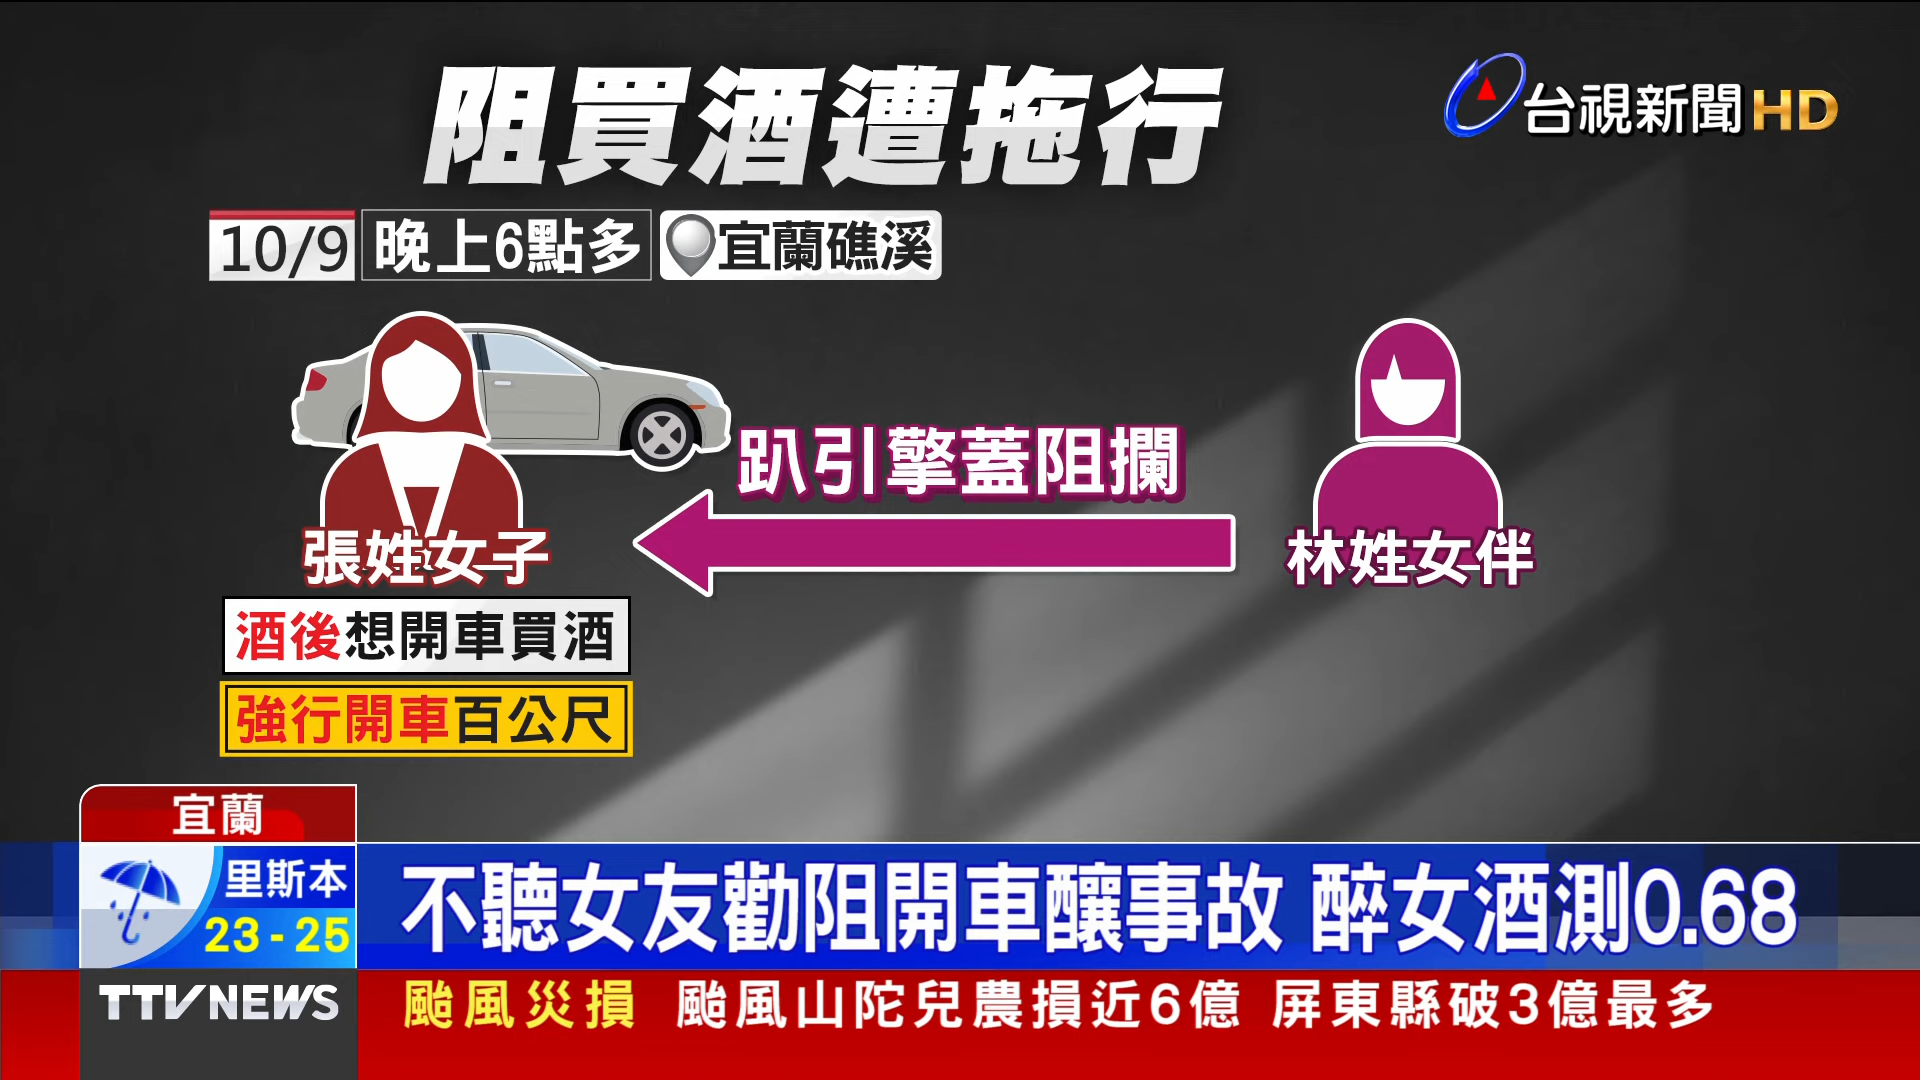 阻買酒遭拖行
台視新聞HD
10/9 晚上6點多 宜蘭礁溪
趴引擎蓋阻攔
張姓女子
林姓女伴
酒後想開車買酒
強行開車百公尺
宜蘭
里斯本
23-25
不聽女友勸阻開車釀事故 醉女酒測0.68
TTV NEWS
颱風災損 颱風山陀兒農損近6億 屏東縣破3億最多